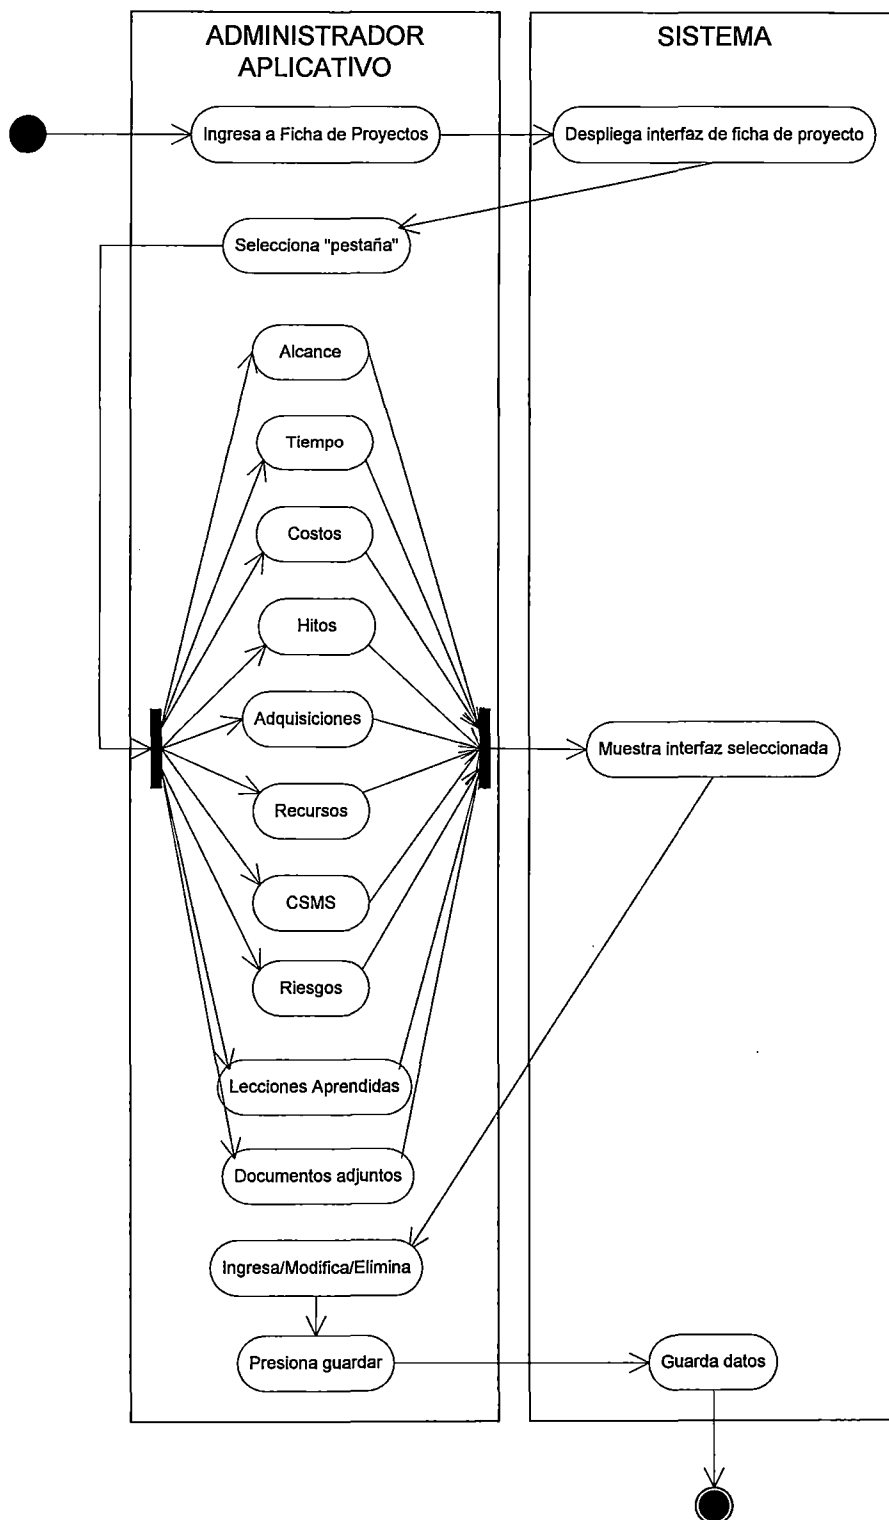 ADMINISTRADOR
APLICATIVO
SISTEMA
Ingresa a Ficha de Proyectos
Despliega interfaz de ficha de proyecto
Selecciona "pestaña"
Alcance
Tiempo
Costos
Hitos
Adquisiciones
Muestra interfaz seleccionada
Recursos
CSMS
Riesgos
Lecciones Aprendidas
Documentos adjuntos
Ingresa/Modifica/Elimina
Presiona guardar
Guarda datos